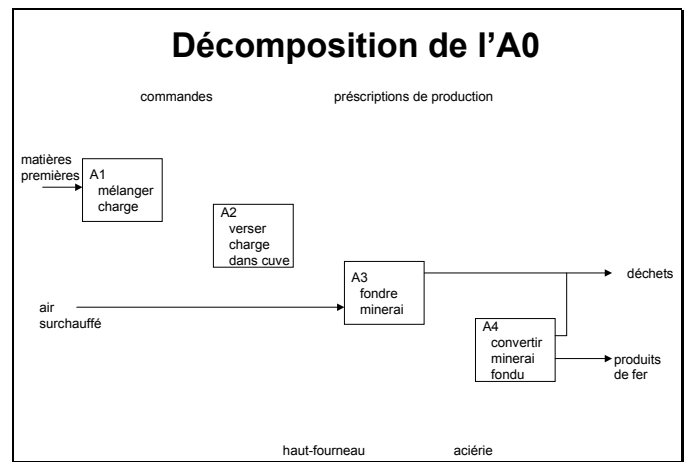 Décomposition de l'A0
commandes
préscriptions de production
matières
premières
A1
mélanger
charge
A2
verser
charge
dans cuve
A3
fondre
minerai
déchets
air
surchauffé
A4
convertir
minerai
fondu
produits
de fer
haut-fourneau
aciérie